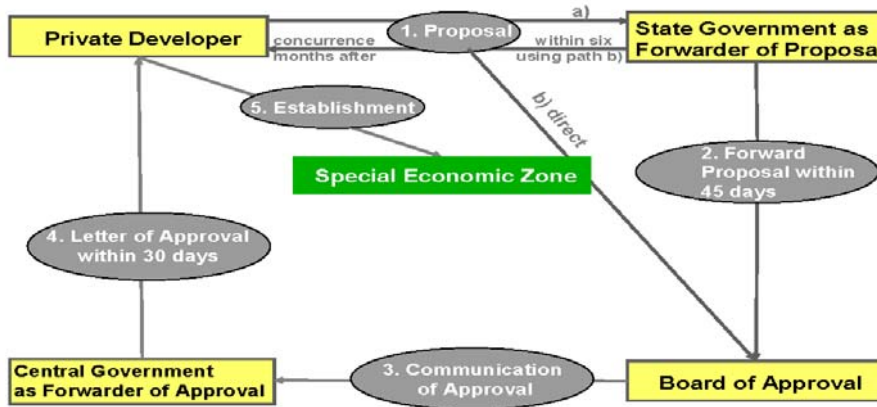 a)
Private Developer
1. Proposal
State Government as
Forwarder of Proposal
concurrence within six
months after using path b)
5. Establishment
b) direct
2. Forward
Proposal within
45 days
Special Economic Zone
4. Letter of Approval
within 30 days
Central Government
as Forwarder of Approval
3. Communication
of Approval
Board of Approval